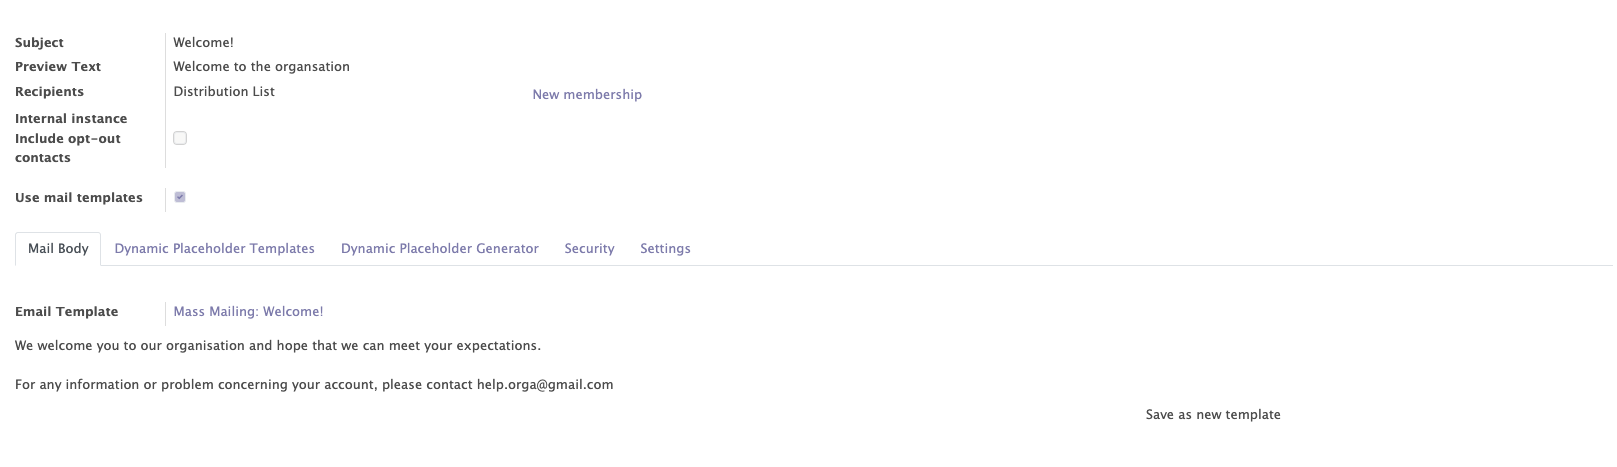 Subject Welcome!
Preview Text Welcome to the organsation
Recipients Distribution List New membership
Internal instance
Include opt-out
contacts
Use mail templates
Mail Body Dynamic Placeholder Templates Dynamic Placeholder Generator Security Settings
Email Template Mass Mailing: Welcome!
We welcome you to our organisation and hope that we can meet your expectations.
For any information or problem concerning your account, please contact help.orga@gmail.com
Save as new template